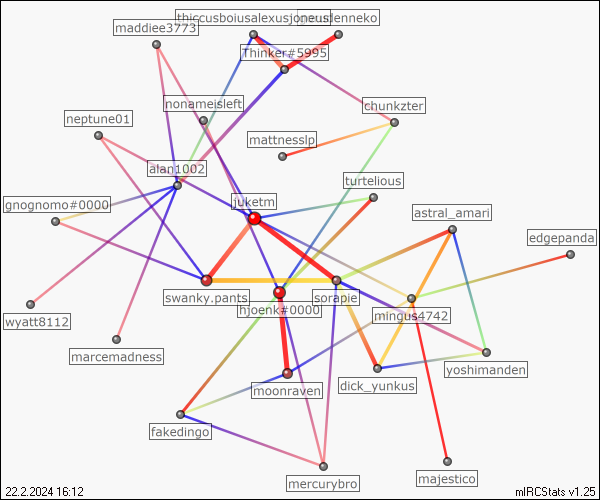 thiccusboiusalexusjoneus
lenneko
maddiee3773
Thinker#5995
nonameisleft
chunkzter
neptune01
mattnesslp
alan1002
turtelious
gnognomo#0000
juketm
astral_amari
edgepanda
swanky.pants
sorapie
hjoenk#0000
mingus4742
wyatt8112
marcemadness
yoshimanden
dick_yunkus
moonraven
fakedingo
mercurybro
majestico
22.2.2024 16:12
mIRCStats v1.25